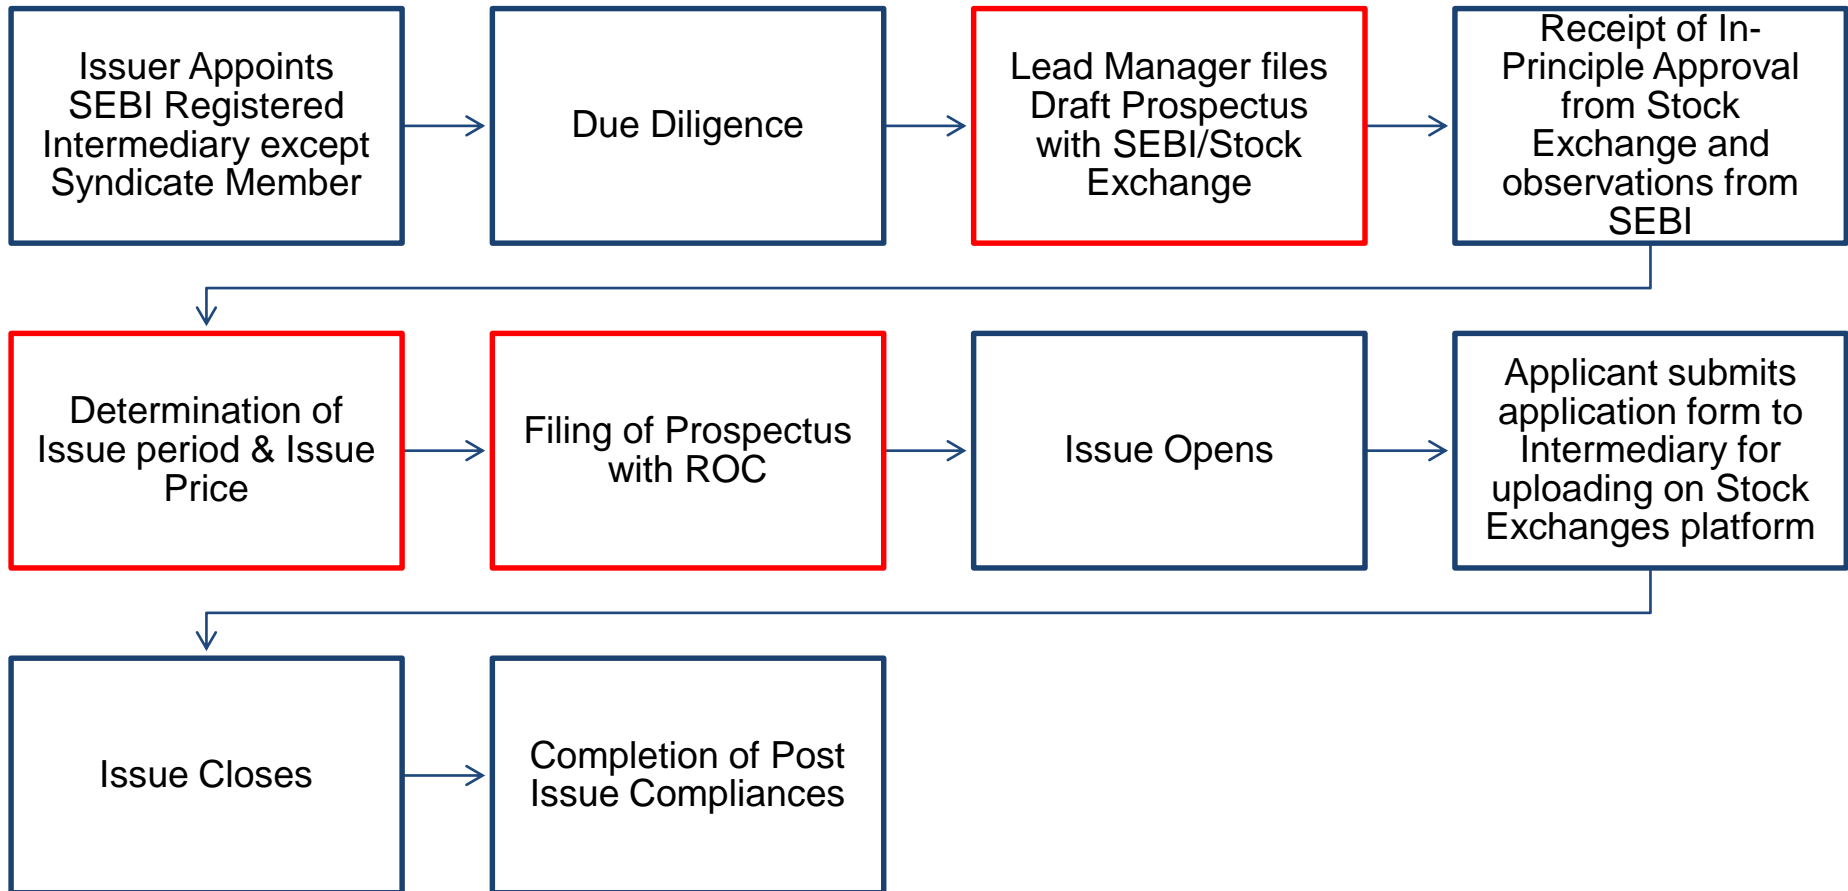 Issuer Appoints
SEBI Registered
Intermediary except
Syndicate Member
Due Diligence
Lead Manager files
Draft Prospectus
with SEBI/Stock
Exchange
Receipt of In-
Principle Approval
from Stock
Exchange and
observations from
SEBI
Determination of
Issue period & Issue
Price
Filing of Prospectus
with ROC
Issue Opens
Applicant submits
application form to
Intermediary for
uploading on Stock
Exchanges platform
Issue Closes
Completion of Post
Issue Compliances